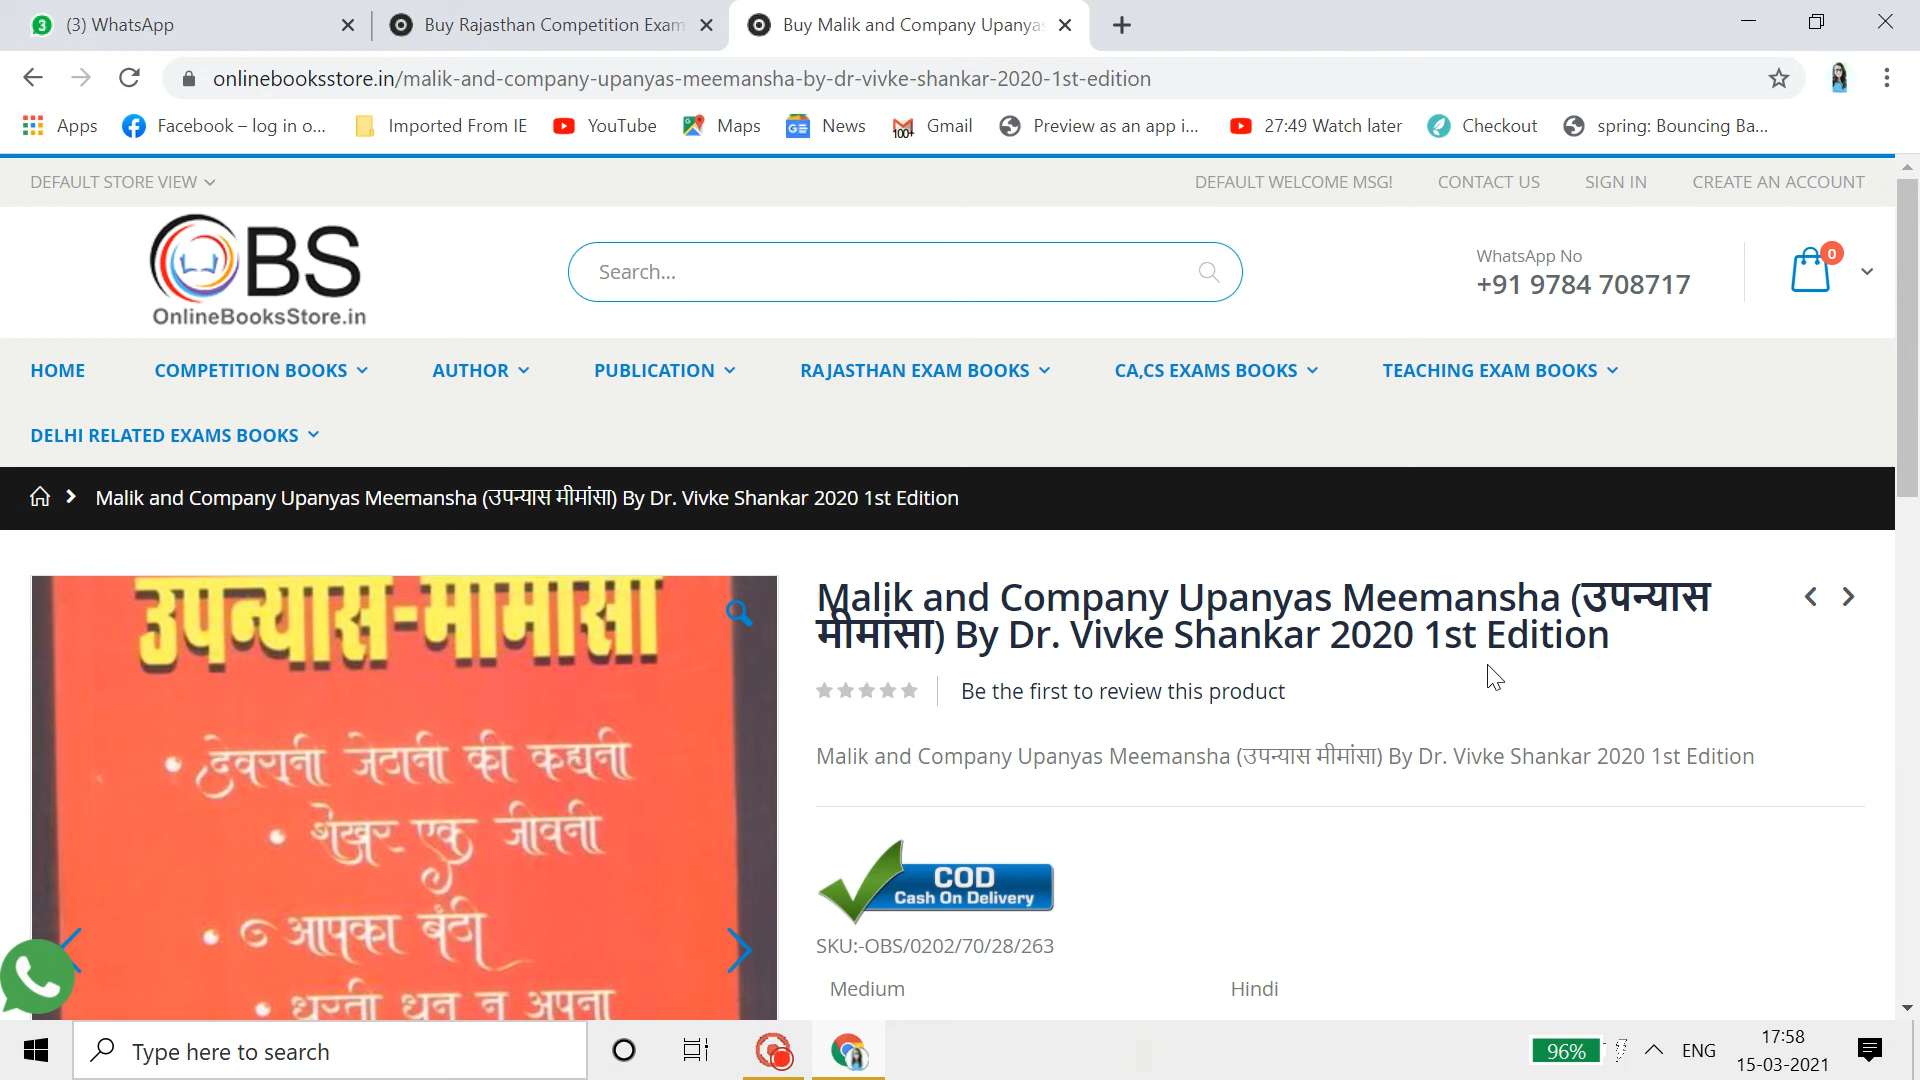 (3) WhatsApp
Buy Rajasthan Competition Exam
Buy Malik and Company Upanyas
onlinebooksstore.in/malik-and-company-upanyas-meemansha-by-dr-vivke-shankar-2020-1st-edition
Apps
Facebook – log in o...
Imported From IE
YouTube
Maps
News
Gmail
Preview as an app i...
27:49 Watch later
Checkout
spring: Bouncing Ba...
DEFAULT STORE VIEW
DEFAULT WELCOME MSG!
CONTACT US
SIGN IN
CREATE AN ACCOUNT
OBS
OnlineBooksStore.in
Search...
WhatsApp No
+91 9784 708717
0
HOME
COMPETITION BOOKS
AUTHOR
PUBLICATION
RAJASTHAN EXAM BOOKS
CA,CS EXAMS BOOKS
TEACHING EXAM BOOKS
DELHI RELATED EXAMS BOOKS
Malik and Company Upanyas Meemansha (उपन्यास मीमांसा) By Dr. Vivke Shankar 2020 1st Edition
उपन्यास-मीमांसा
• देवरानी जेठानी की कहानी
• शेखर एक जीवनी
• आपका बंटी
• धरती धन न अपना
Malik and Company Upanyas Meemansha (उपन्यास
मीमांसा) By Dr. Vivke Shankar 2020 1st Edition
Be the first to review this product
Malik and Company Upanyas Meemansha (उपन्यास मीमांसा) By Dr. Vivke Shankar 2020 1st Edition
COD
Cash On Delivery
SKU:-OBS/0202/70/28/263
Medium
Hindi
Type here to search
96%
ENG
17:58
15-03-2021